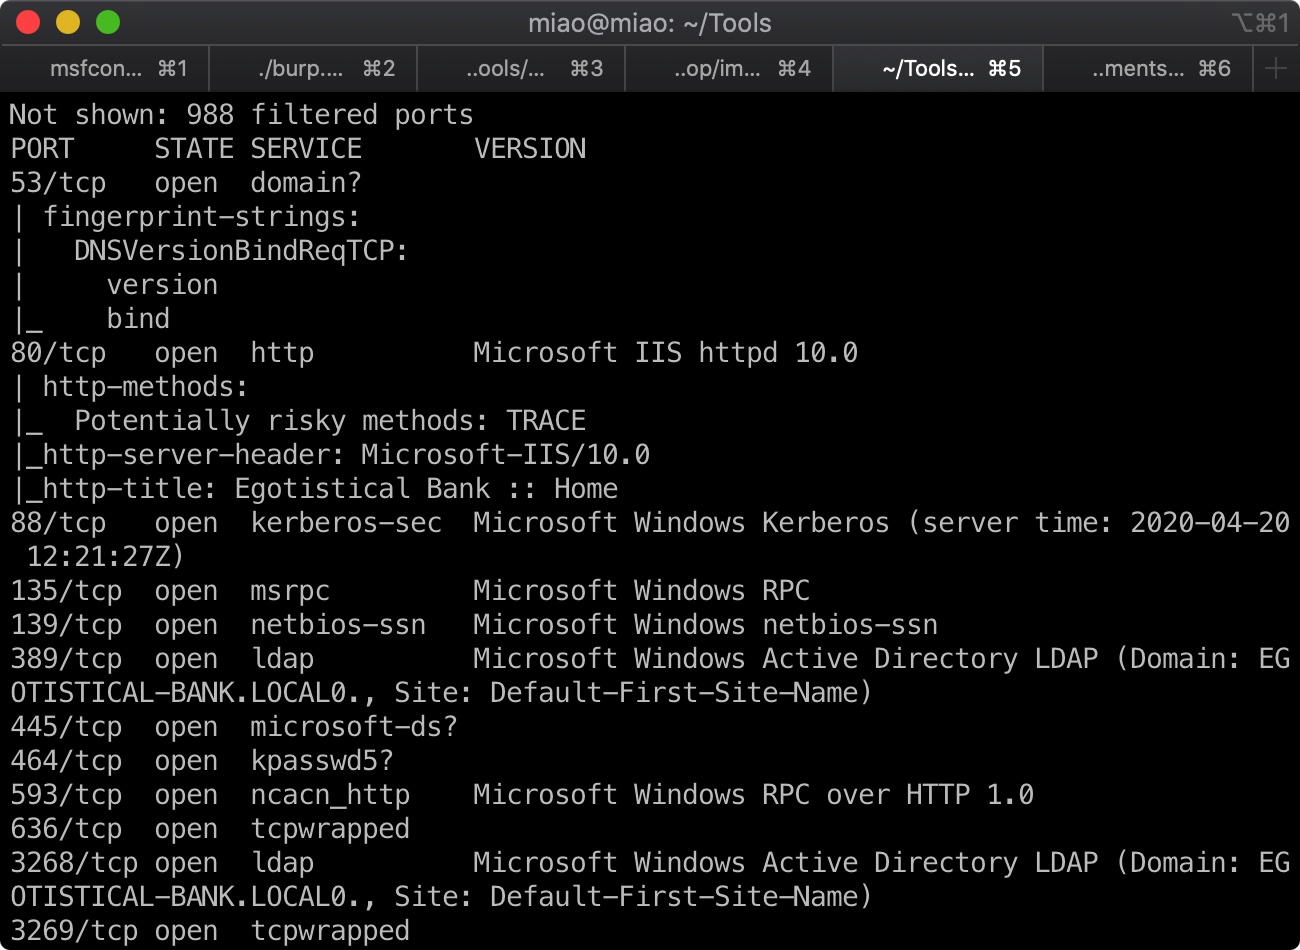 miao@miao: ~/Tools
⌥⌘1
msfcon... ⌘1 ./burp.... ⌘2 ..ools/... ⌘3 ..op/im... ⌘4 ~/Tools... ⌘5 ..ments... ⌘6 +
Not shown: 988 filtered ports
PORT     STATE SERVICE       VERSION
53/tcp   open  domain?
| fingerprint-strings:
|   DNSVersionBindReqTCP:
|     version
|_    bind
80/tcp   open  http          Microsoft IIS httpd 10.0
| http-methods:
|_  Potentially risky methods: TRACE
|_http-server-header: Microsoft-IIS/10.0
|_http-title: Egotistical Bank :: Home
88/tcp   open  kerberos-sec  Microsoft Windows Kerberos (server time: 2020-04-20
 12:21:27Z)
135/tcp  open  msrpc         Microsoft Windows RPC
139/tcp  open  netbios-ssn   Microsoft Windows netbios-ssn
389/tcp  open  ldap          Microsoft Windows Active Directory LDAP (Domain: EG
OTISTICAL-BANK.LOCAL0., Site: Default-First-Site-Name)
445/tcp  open  microsoft-ds?
464/tcp  open  kpasswd5?
593/tcp  open  ncacn_http    Microsoft Windows RPC over HTTP 1.0
636/tcp  open  tcpwrapped
3268/tcp open  ldap          Microsoft Windows Active Directory LDAP (Domain: EG
OTISTICAL-BANK.LOCAL0., Site: Default-First-Site-Name)
3269/tcp open  tcpwrapped